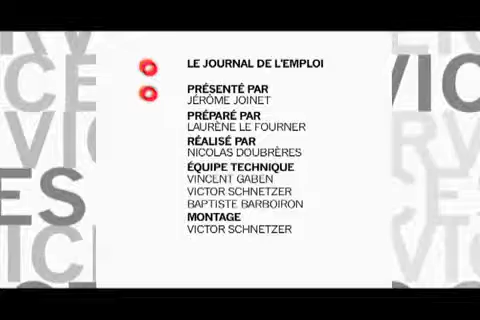 LE JOURNAL DE L'EMPLOI
PRÉSENTÉ PAR
JÉRÔME JOINET
PRÉPARÉ PAR
LAURÈNE LE FOURNER
RÉALISÉ PAR
NICOLAS DOUBRÈRES
ÉQUIPE TECHNIQUE
VINCENT GABEN
VICTOR SCHNETZER
BAPTISTE BARBOIRON
MONTAGE
VICTOR SCHNETZER